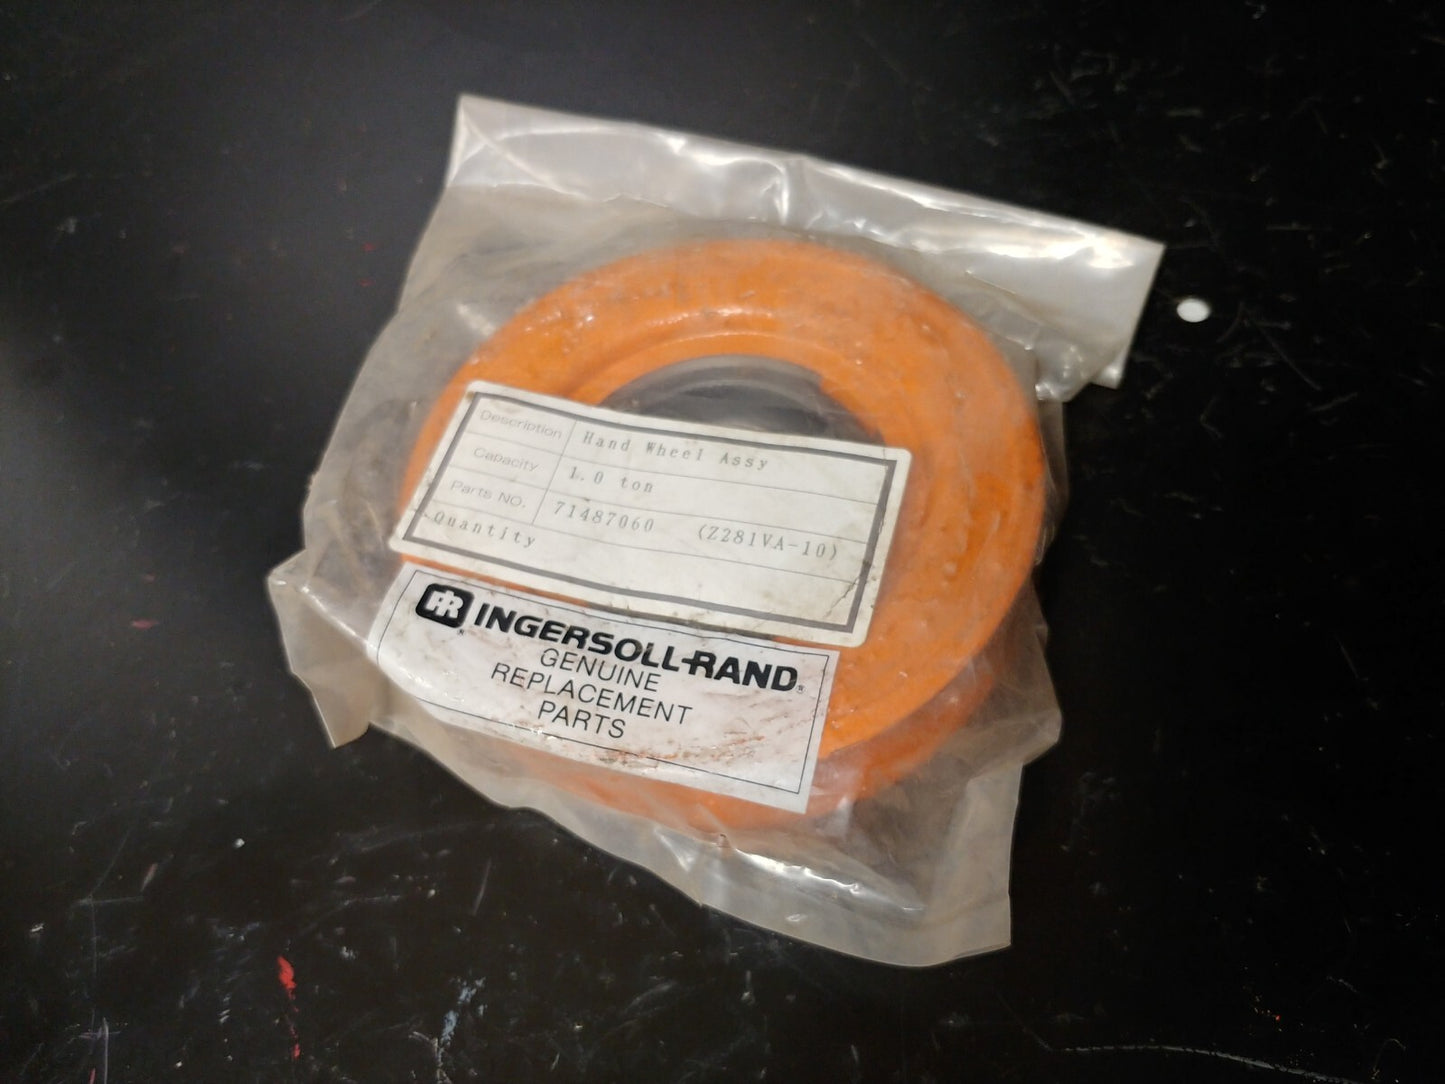 Description Hand Wheel Assy
Capacity 1.0 ton
Parts NO. 71487060 (Z281VA-10)
Quantity
IR INGERSOLL-RAND®
GENUINE
REPLACEMENT
PARTS